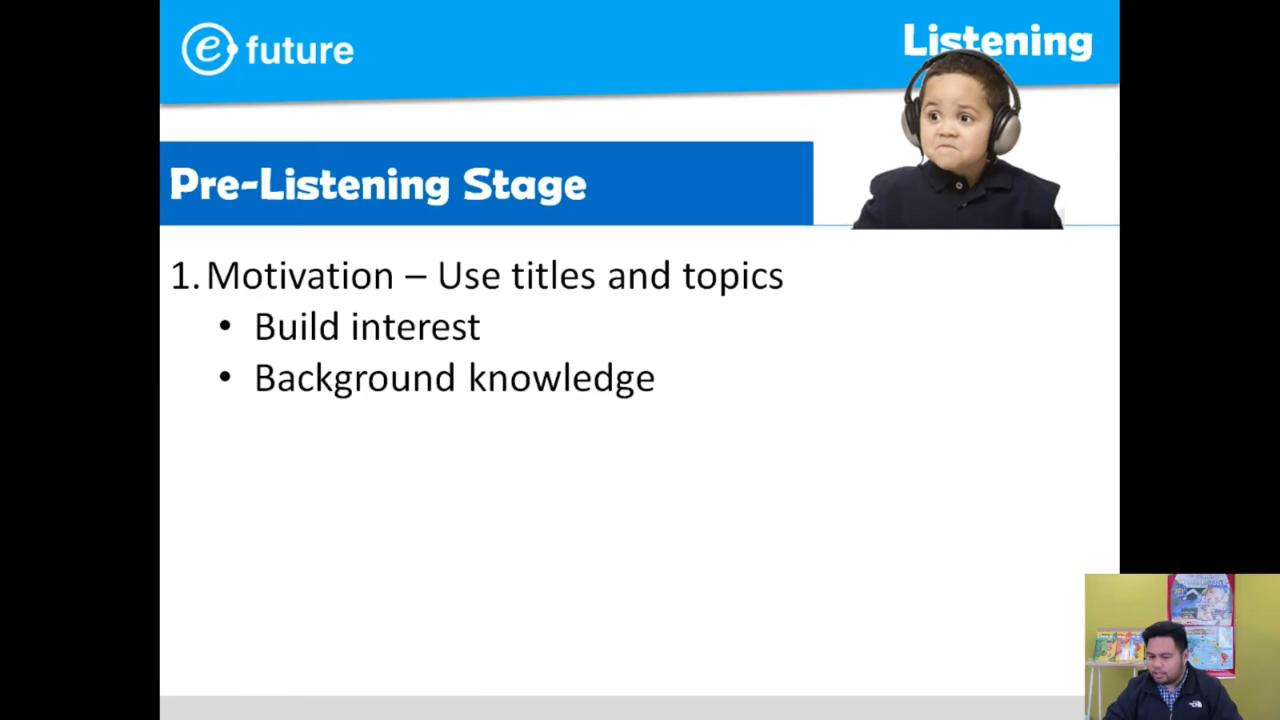 e future
Listening
Pre-Listening Stage
1. Motivation – Use titles and topics
• Build interest
• Background knowledge